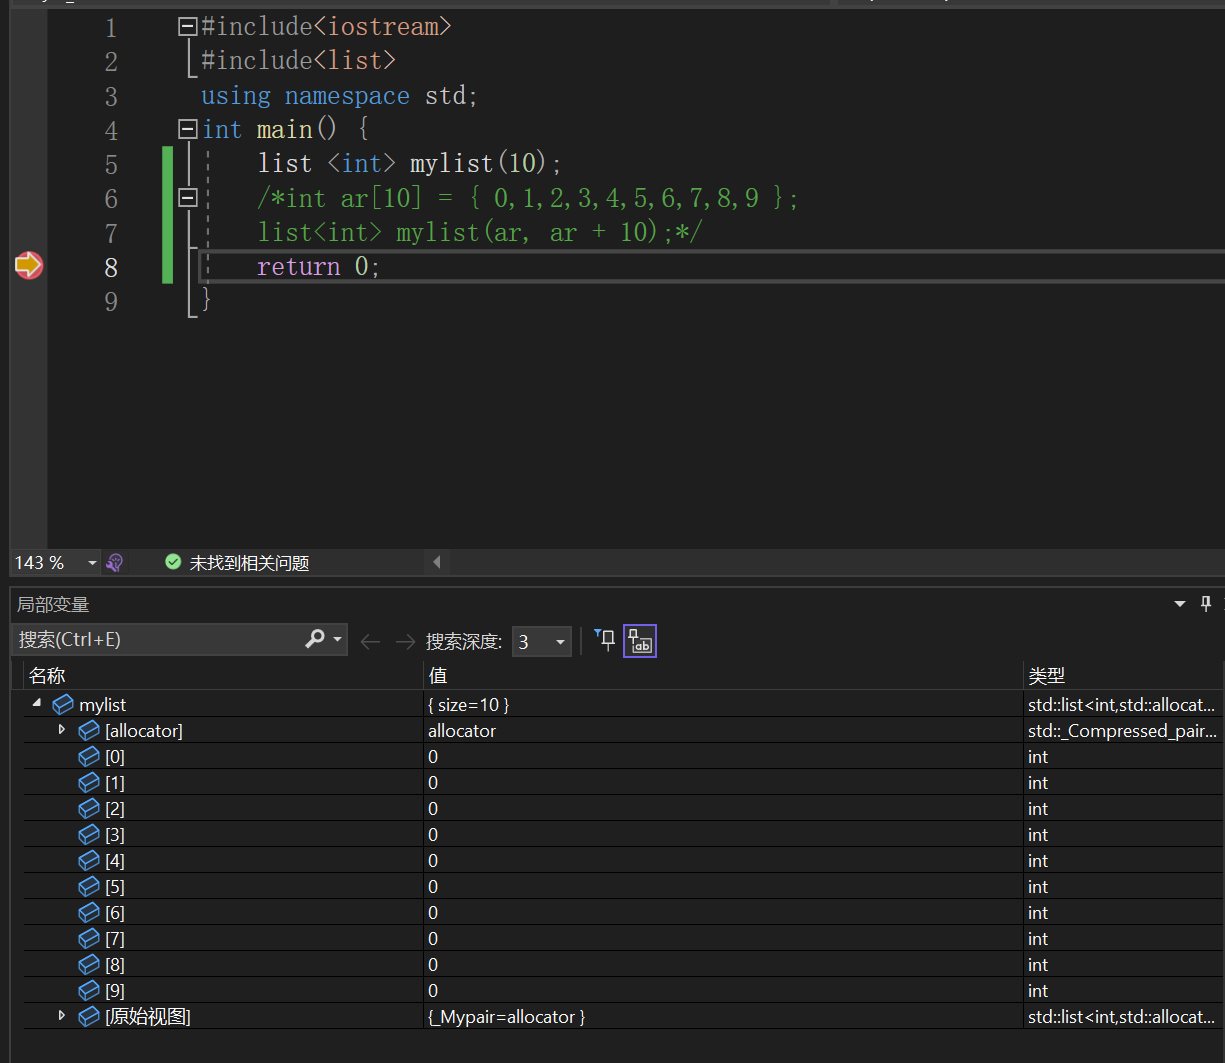 1 #include<iostream>
2 #include<list>
3 using namespace std;
4 int main() {
5 list <int> mylist(10);
6 /*int ar[10] = { 0,1,2,3,4,5,6,7,8,9 };
7 list<int> mylist(ar, ar + 10);*/
8 return 0;
9 }
143 % 未找到相关问题
局部变量
搜索(Ctrl+E) 搜索深度: 3
名称 值 类型
mylist { size=10 } std::list<int,std::allocat...
[allocator] allocator std::_Compressed_pair...
[0] 0 int
[1] 0 int
[2] 0 int
[3] 0 int
[4] 0 int
[5] 0 int
[6] 0 int
[7] 0 int
[8] 0 int
[9] 0 int
[原始视图] {_Mypair=allocator } std::list<int,std::allocat...